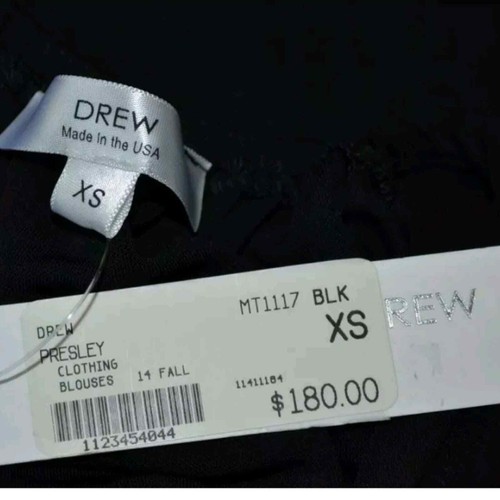 DREW
Made in the USA
XS
MT1117 BLK
DREW
XS
REW
PRESLEY
CLOTHING
BLOUSES 14 FALL
11411184
$180.00
1123454044